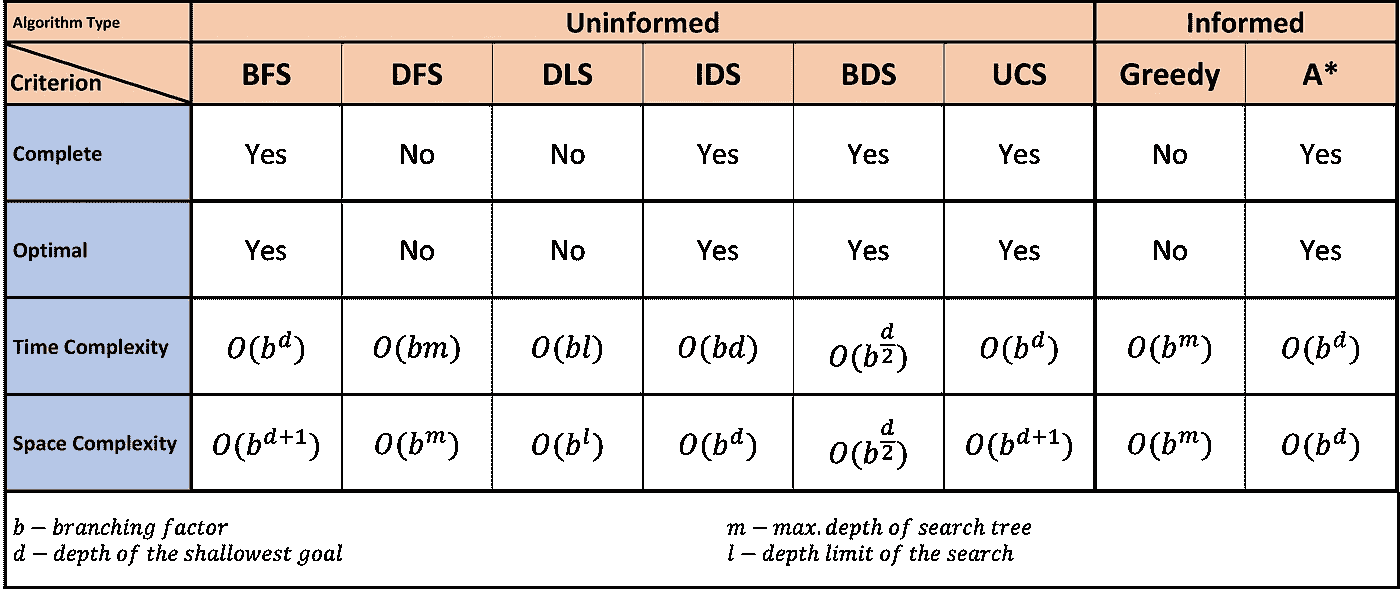 Algorithm Type Uninformed Informed
Criterion BFS DFS DLS IDS BDS UCS Greedy A*
Complete Yes No No Yes Yes Yes No Yes
Optimal Yes No No Yes Yes Yes No Yes
Time Complexity O(b^d) O(bm) O(bl) O(bd) O(b^{d/2}) O(b^d) O(b^m) O(b^d)
Space Complexity O(b^{d+1}) O(b^m) O(b^l) O(b^d) O(b^{d/2}) O(b^{d+1}) O(b^m) O(b^d)
b – branching factor m – max. depth of search tree
d – depth of the shallowest goal l – depth limit of the search